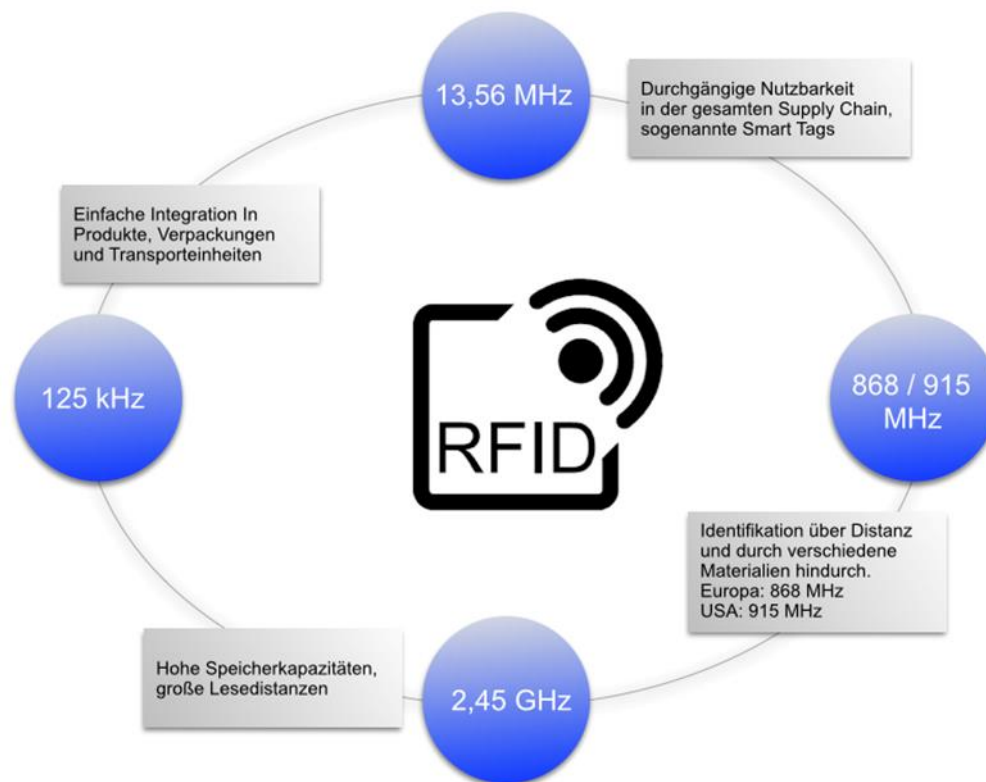 13,56 MHz
Durchgängige Nutzbarkeit
in der gesamten Supply Chain,
sogenannte Smart Tags
Einfache Integration In
Produkte, Verpackungen
und Transporteinheiten
125 kHz
RFID
868 / 915
MHz
Identifikation über Distanz
und durch verschiedene
Materialien hindurch.
Europa: 868 MHz
USA: 915 MHz
Hohe Speicherkapazitäten,
große Lesedistanzen
2,45 GHz